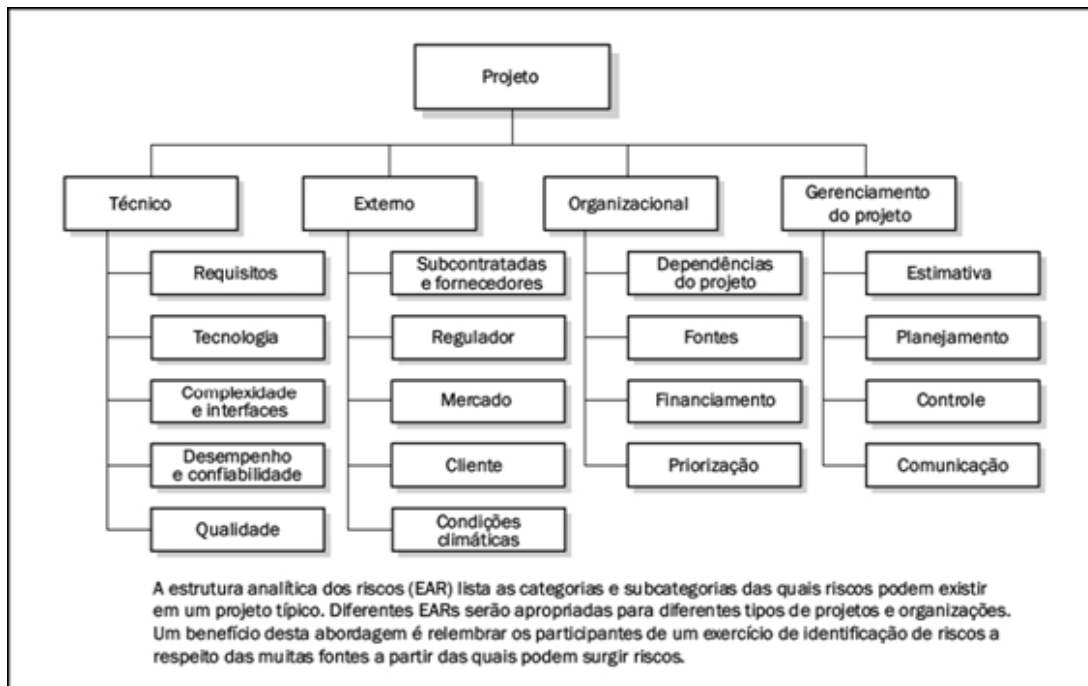 Projeto
Técnico
Externo
Organizacional
Gerenciamento
do projeto
Requisitos
Tecnologia
Complexidade
e interfaces
Desempenho
e confiabilidade
Qualidade
Subcontratadas
e fornecedores
Regulador
Mercado
Cliente
Condições
climáticas
Dependências
do projeto
Fontes
Financiamento
Priorização
Estimativa
Planejamento
Controle
Comunicação
A estrutura analítica dos riscos (EAR) lista as categorias e subcategorias das quais riscos podem existir
em um projeto típico. Diferentes EARs serão apropriadas para diferentes tipos de projetos e organizações.
Um benefício desta abordagem é relembrar os participantes de um exercício de identificação de riscos a
respeito das muitas fontes a partir das quais podem surgir riscos.